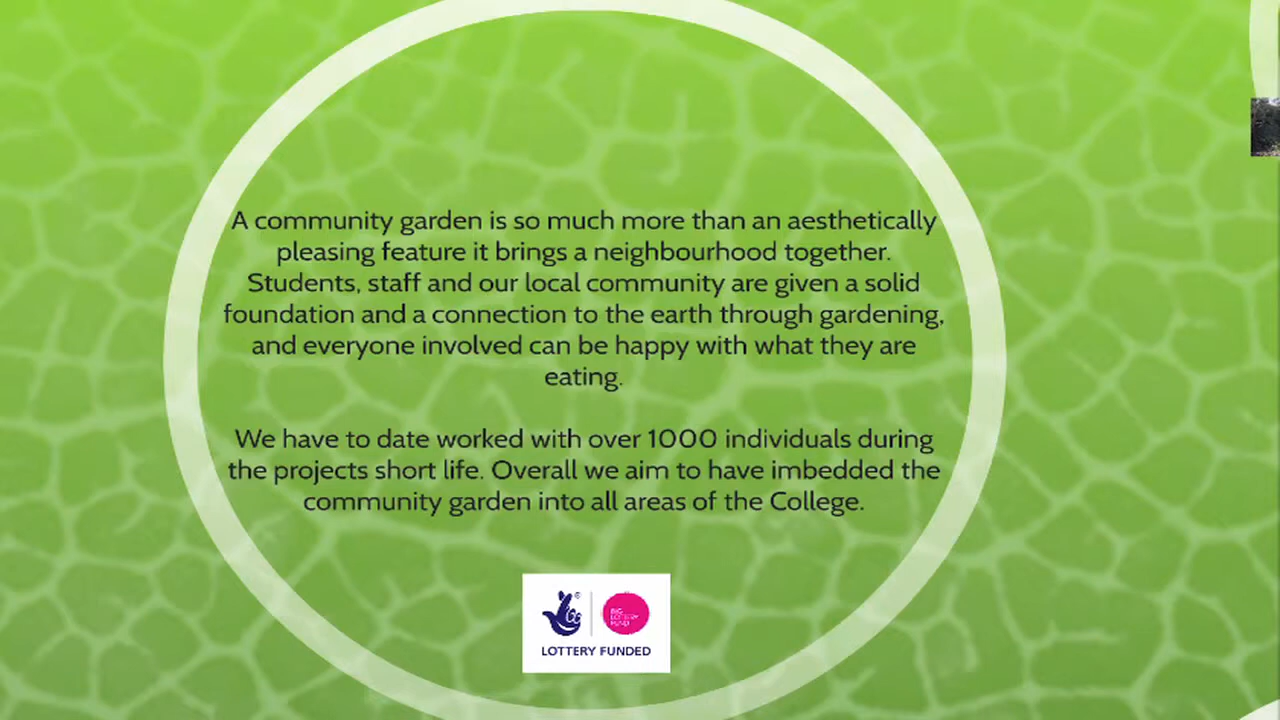 A community garden is so much more than an aesthetically
pleasing feature it brings a neighbourhood together.
Students, staff and our local community are given a solid
foundation and a connection to the earth through gardening,
and everyone involved can be happy with what they are
eating.
We have to date worked with over 1000 individuals during
the projects short life. Overall we aim to have imbedded the
community garden into all areas of the College.
BIG
LOTTERY
FUND
LOTTERY FUNDED